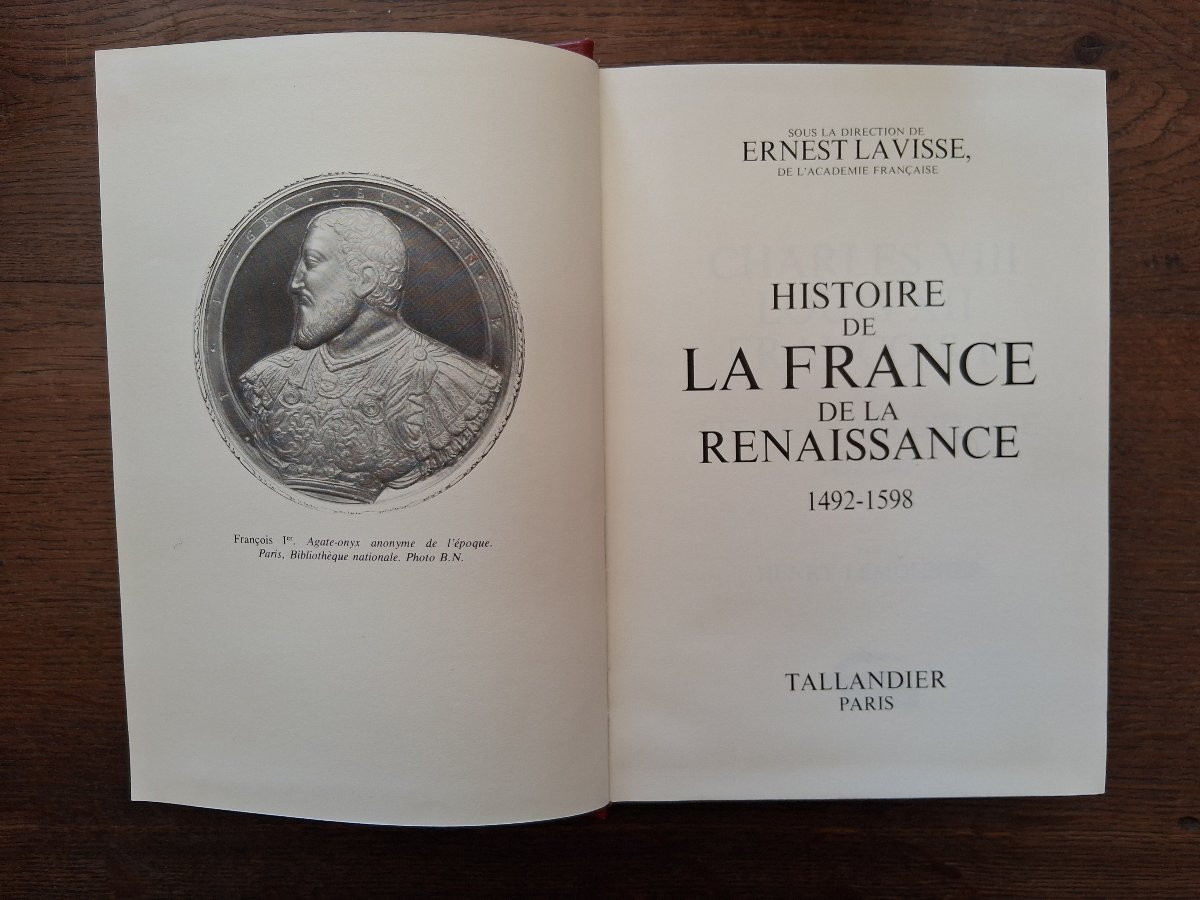 François Iᵉʳ. Agate-onyx anonyme de l'époque.
Paris, Bibliothèque nationale. Photo B.N.
SOUS LA DIRECTION DE
ERNEST LAVISSE,
DE L'ACADEMIE FRANÇAISE
HISTOIRE
DE
LA FRANCE
DE LA
RENAISSANCE
1492-1598
TALLANDIER
PARIS